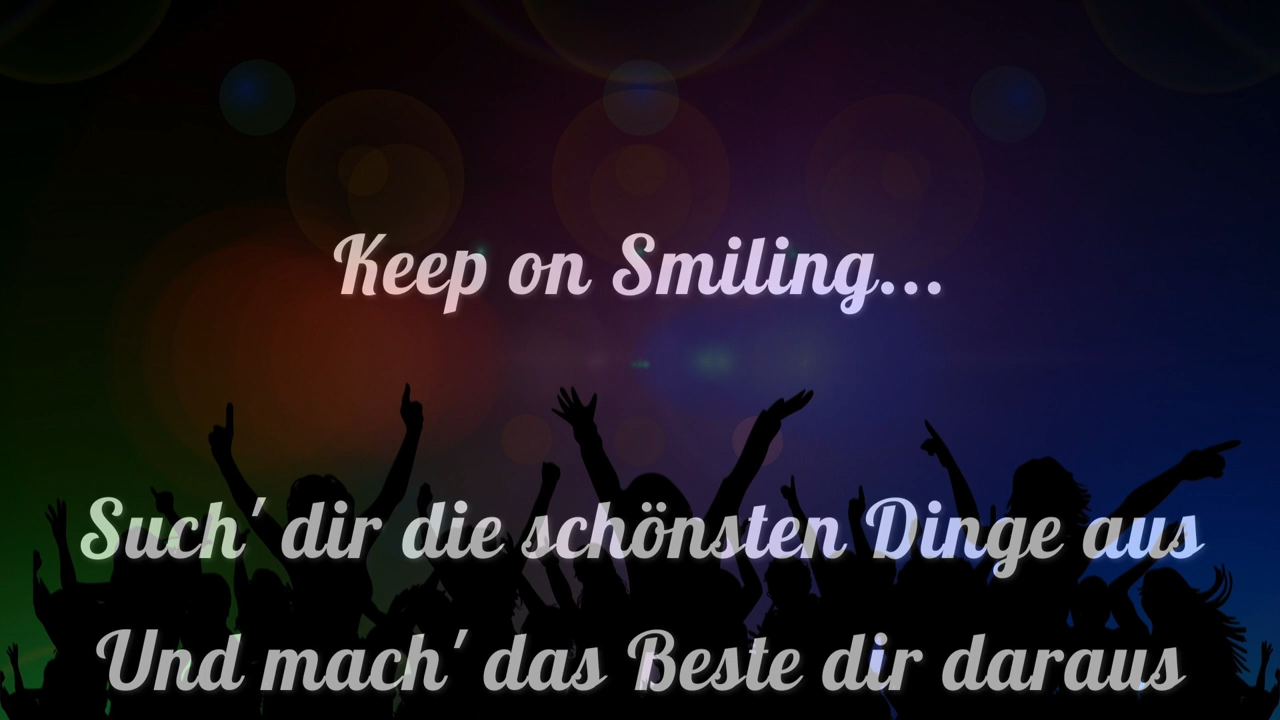 Keep on Smiling...
Such' dir die schönsten Dinge aus
Und mach' das Beste dir daraus